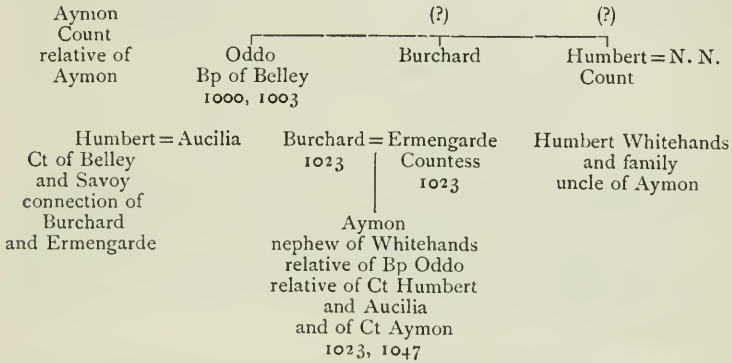 Aymon
Count
relative of
Aymon
(?)
(?)
Oddo
Bp of Belley
1000, 1003
Burchard
Humbert = N. N.
Count
Humbert = Aucilia
Ct of Belley
and Savoy
connection of
Burchard
and Ermengarde
Burchard = Ermengarde
1023
Countess
1023
Humbert Whitehands
and family
uncle of Aymon
Aymon
nephew of Whitehands
relative of Bp Oddo
relative of Ct Humbert
and Aucilia
and of Ct Aymon
1023, 1047